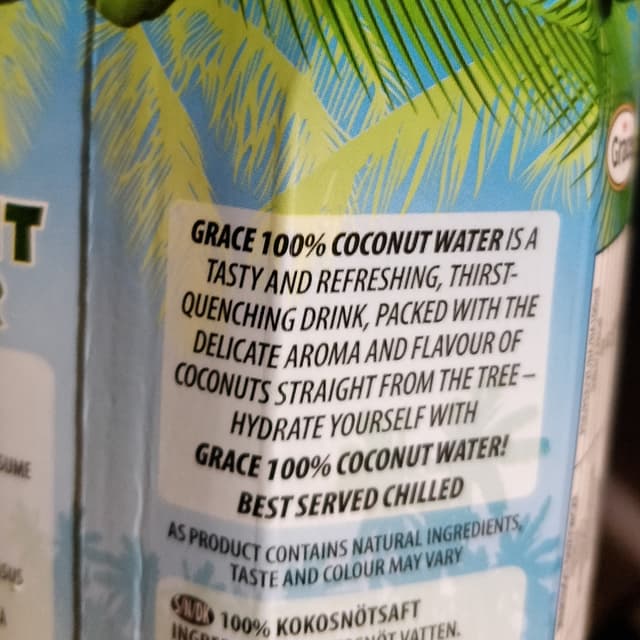 GRACE 100% COCONUT WATER IS A
TASTY AND REFRESHING, THIRST-
QUENCHING DRINK, PACKED WITH THE
DELICATE AROMA AND FLAVOUR OF
COCONUTS STRAIGHT FROM THE TREE –
HYDRATE YOURSELF WITH
GRACE 100% COCONUT WATER!
BEST SERVED CHILLED
AS PRODUCT CONTAINS NATURAL INGREDIENTS,
TASTE AND COLOUR MAY VARY
100% KOKOSNÖTSAFT
VATTEN.